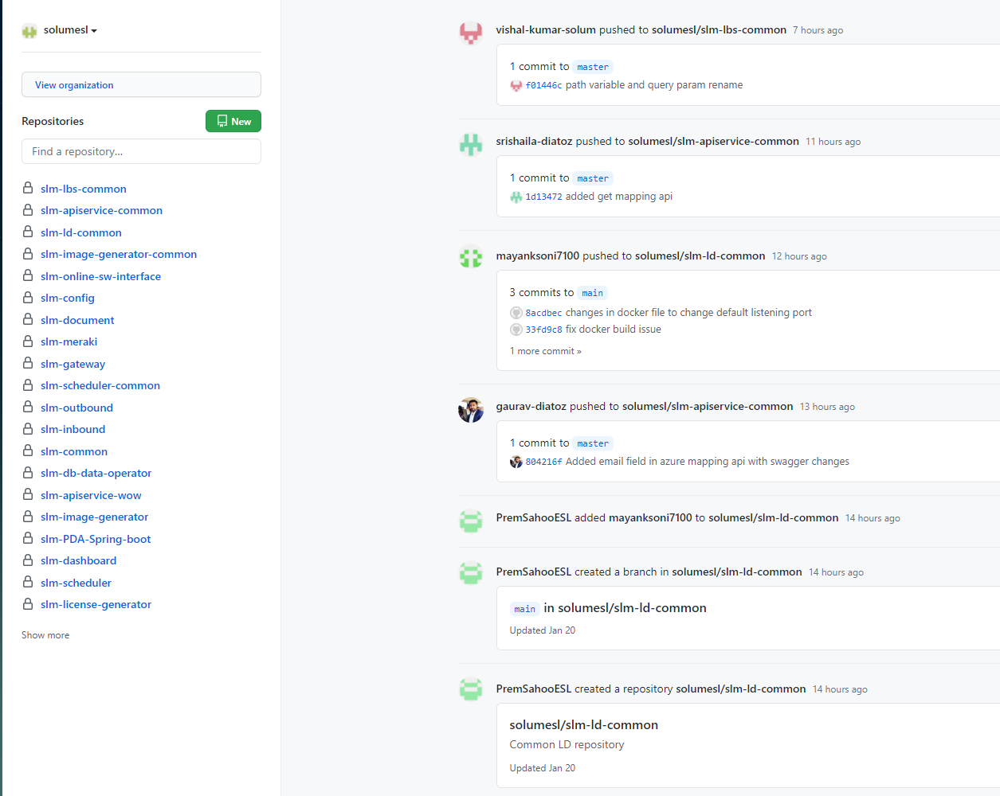 solumesl
View organization
Repositories
New
Find a repository...
slm-lbs-common
slm-apiservice-common
slm-ld-common
slm-image-generator-common
slm-online-sw-interface
slm-config
slm-document
slm-meraki
slm-gateway
slm-scheduler-common
slm-outbound
slm-inbound
slm-common
slm-db-data-operator
slm-apiservice-wow
slm-image-generator
slm-PDA-Spring-boot
slm-dashboard
slm-scheduler
slm-license-generator
Show more
vishal-kumar-solum pushed to solumesl/slm-lbs-common 7 hours ago
1 commit to master
f01446c path variable and query param rename
srishaila-diatoz pushed to solumesl/slm-apiservice-common 11 hours ago
1 commit to master
1d13472 added get mapping api
mayanksoni7100 pushed to solumesl/slm-ld-common 12 hours ago
3 commits to main
8acdbec changes in docker file to change default listening port
33fd9c8 fix docker build issue
1 more commit »
gaurav-diatoz pushed to solumesl/slm-apiservice-common 13 hours ago
1 commit to master
804216f Added email field in azure mapping api with swagger changes
PremSahooESL added mayanksoni7100 to solumesl/slm-ld-common 14 hours ago
PremSahooESL created a branch in solumesl/slm-ld-common 14 hours ago
main in solumesl/slm-ld-common
Updated Jan 20
PremSahooESL created a repository solumesl/slm-ld-common 14 hours ago
solumesl/slm-ld-common
Common LD repository
Updated Jan 20